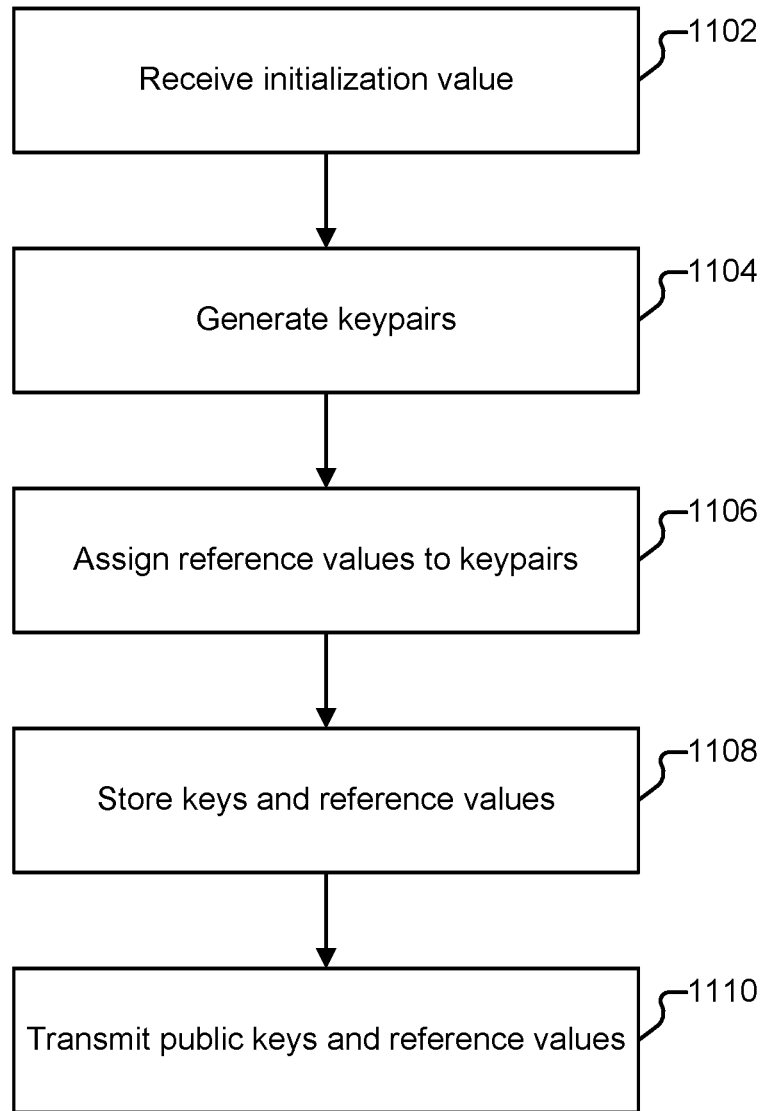 1102
Receive initialization value
1104
Generate keypairs
1106
Assign reference values to keypairs
1108
Store keys and reference values
1110
Transmit public keys and reference values